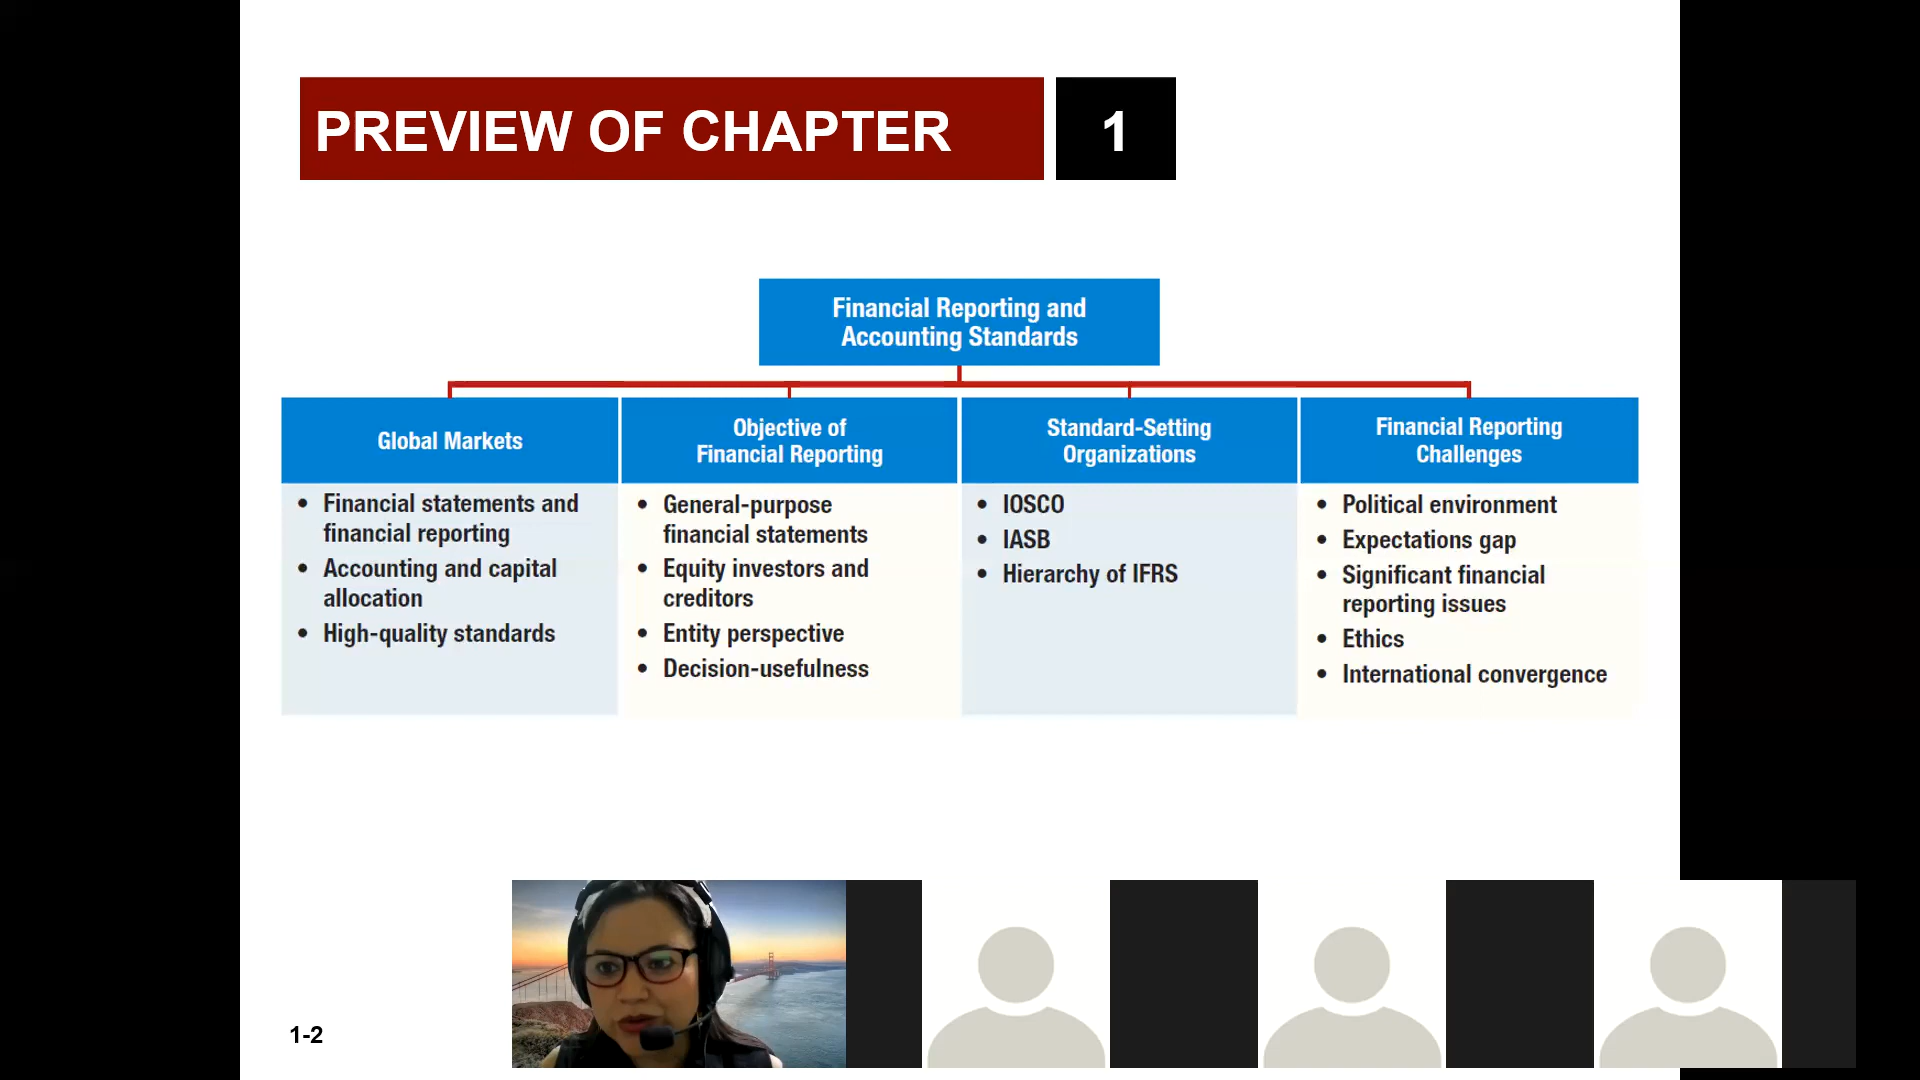 PREVIEW OF CHAPTER 1
Financial Reporting and
Accounting Standards
Global Markets
• Financial statements and
financial reporting
• Accounting and capital
allocation
• High-quality standards
Objective of
Financial Reporting
• General-purpose
financial statements
• Equity investors and
creditors
• Entity perspective
• Decision-usefulness
Standard-Setting
Organizations
• IOSCO
• IASB
• Hierarchy of IFRS
Financial Reporting
Challenges
• Political environment
• Expectations gap
• Significant financial
reporting issues
• Ethics
• International convergence
1-2